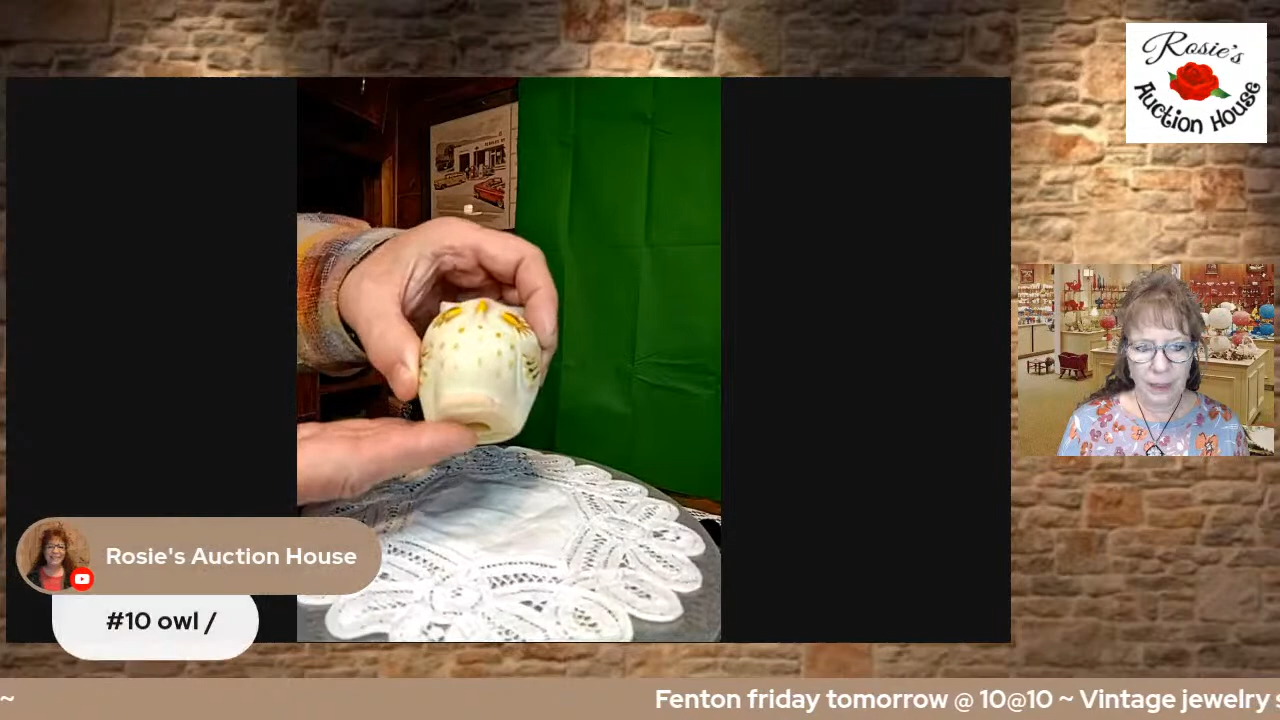 Rosie's
Auction House
Rosie's Auction House
#10 owl /
~ Fenton friday tomorrow @ 10@10 ~ Vintage jewelry s